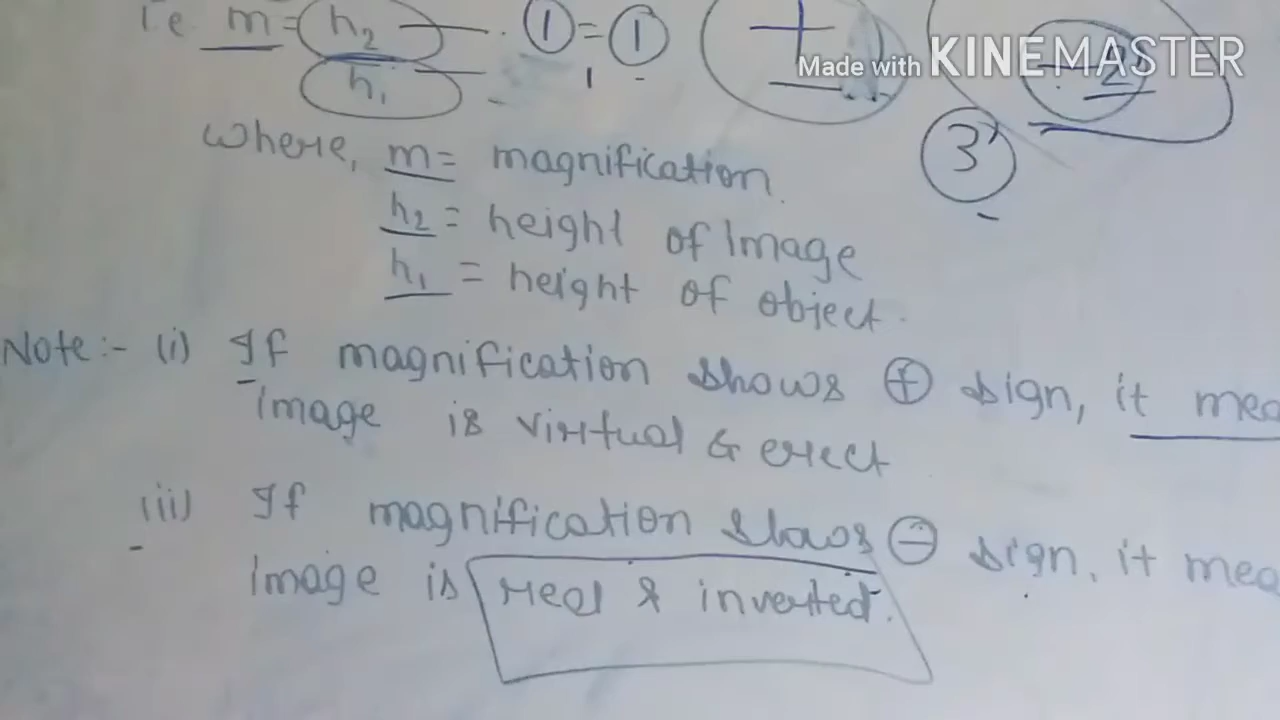 i.e m = h2 / h1 1 / 1 = 1 + - - 2
Made with KINEMASTER
3
where, m = magnification.
h2 = height of Image
h1 = height of object.
Note:- (i) If magnification shows ⊕ sign, it mea
Image is virtual & erect
(ii) If magnification shows ⊖ sign, it mea
Image is real & inverted.